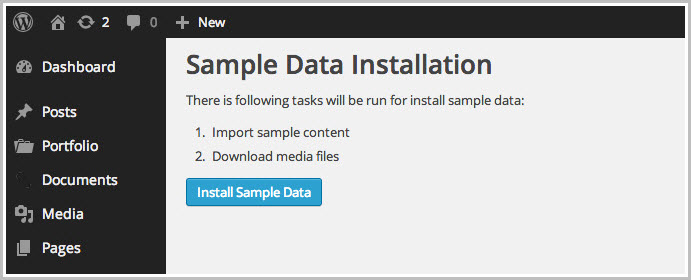 2 0 New
Dashboard
Posts
Portfolio
Documents
Media
Pages
Sample Data Installation
There is following tasks will be run for install sample data:
1. Import sample content
2. Download media files
Install Sample Data